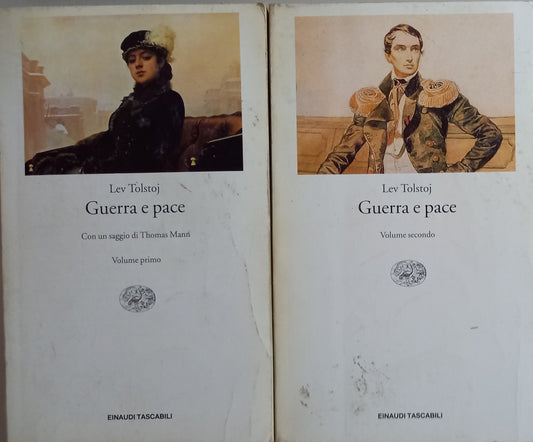 Lev Tolstoj
Guerra e pace
Con un saggio di Thomas Mann
Volume primo
EINAUDI TASCABILI
Lev Tolstoj
Guerra e pace
Volume secondo
EINAUDI TASCABILI